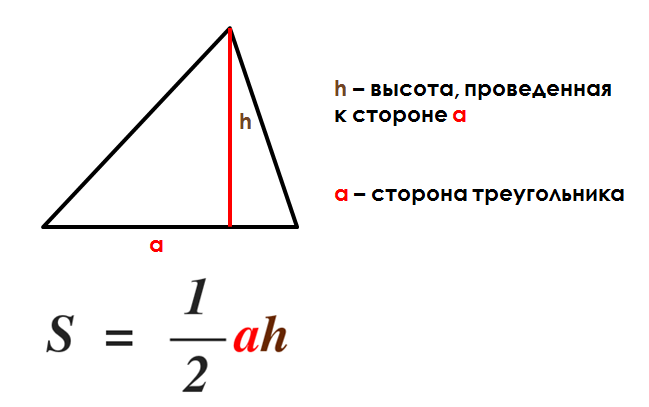 h
h – высота, проведенная
к стороне a
a – сторона треугольника
a
S = 1/2 ah